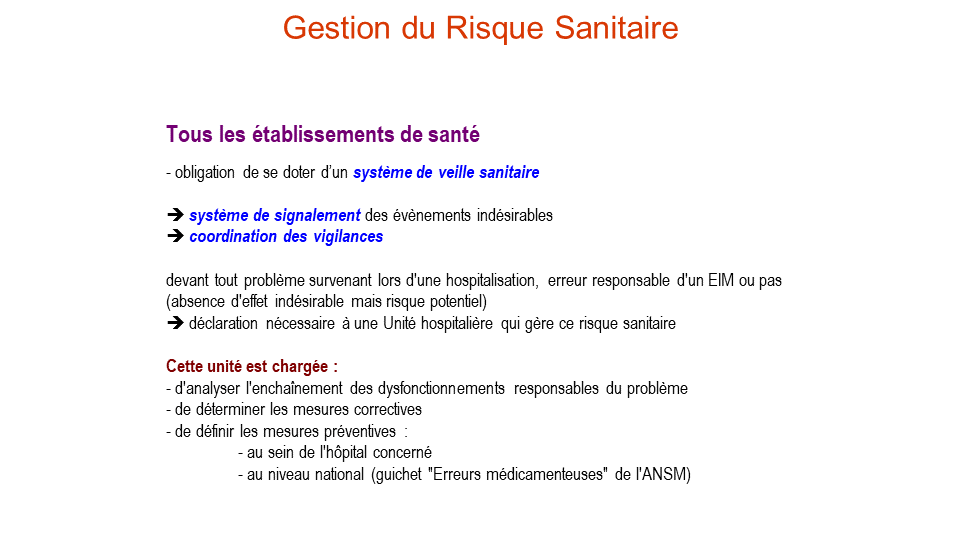 Gestion du Risque Sanitaire
Tous les établissements de santé
- obligation de se doter d’un système de veille sanitaire
➔ système de signalement des évènements indésirables
➔ coordination des vigilances
devant tout problème survenant lors d'une hospitalisation, erreur responsable d'un EIM ou pas
(absence d'effet indésirable mais risque potentiel)
➔ déclaration nécessaire à une Unité hospitalière qui gère ce risque sanitaire
Cette unité est chargée :
- d'analyser l'enchaînement des dysfonctionnements responsables du problème
- de déterminer les mesures correctives
- de définir les mesures préventives :
- au sein de l'hôpital concerné
- au niveau national (guichet "Erreurs médicamenteuses" de l'ANSM)